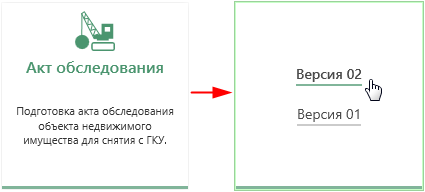 Акт обследования
Подготовка акта обследования
объекта недвижимого
имущества для снятия с ГКУ.
Версия 02
Версия 01